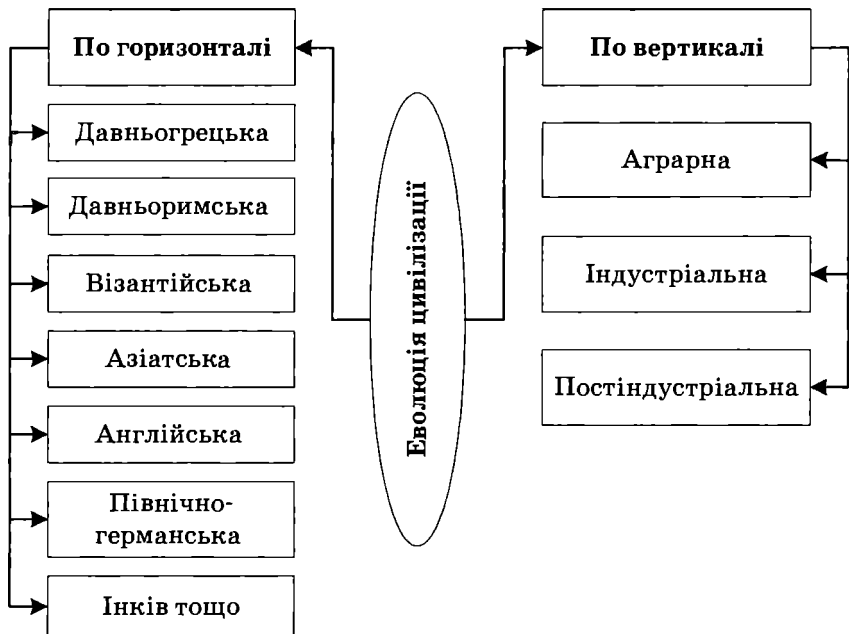 По горизонталі
Давньогрецька
Давньоримська
Візантійська
Азіатська
Англійська
Північно-
германська
Інків тощо
Еволюція цивілізації
По вертикалі
Аграрна
Індустріальна
Постіндустріальна